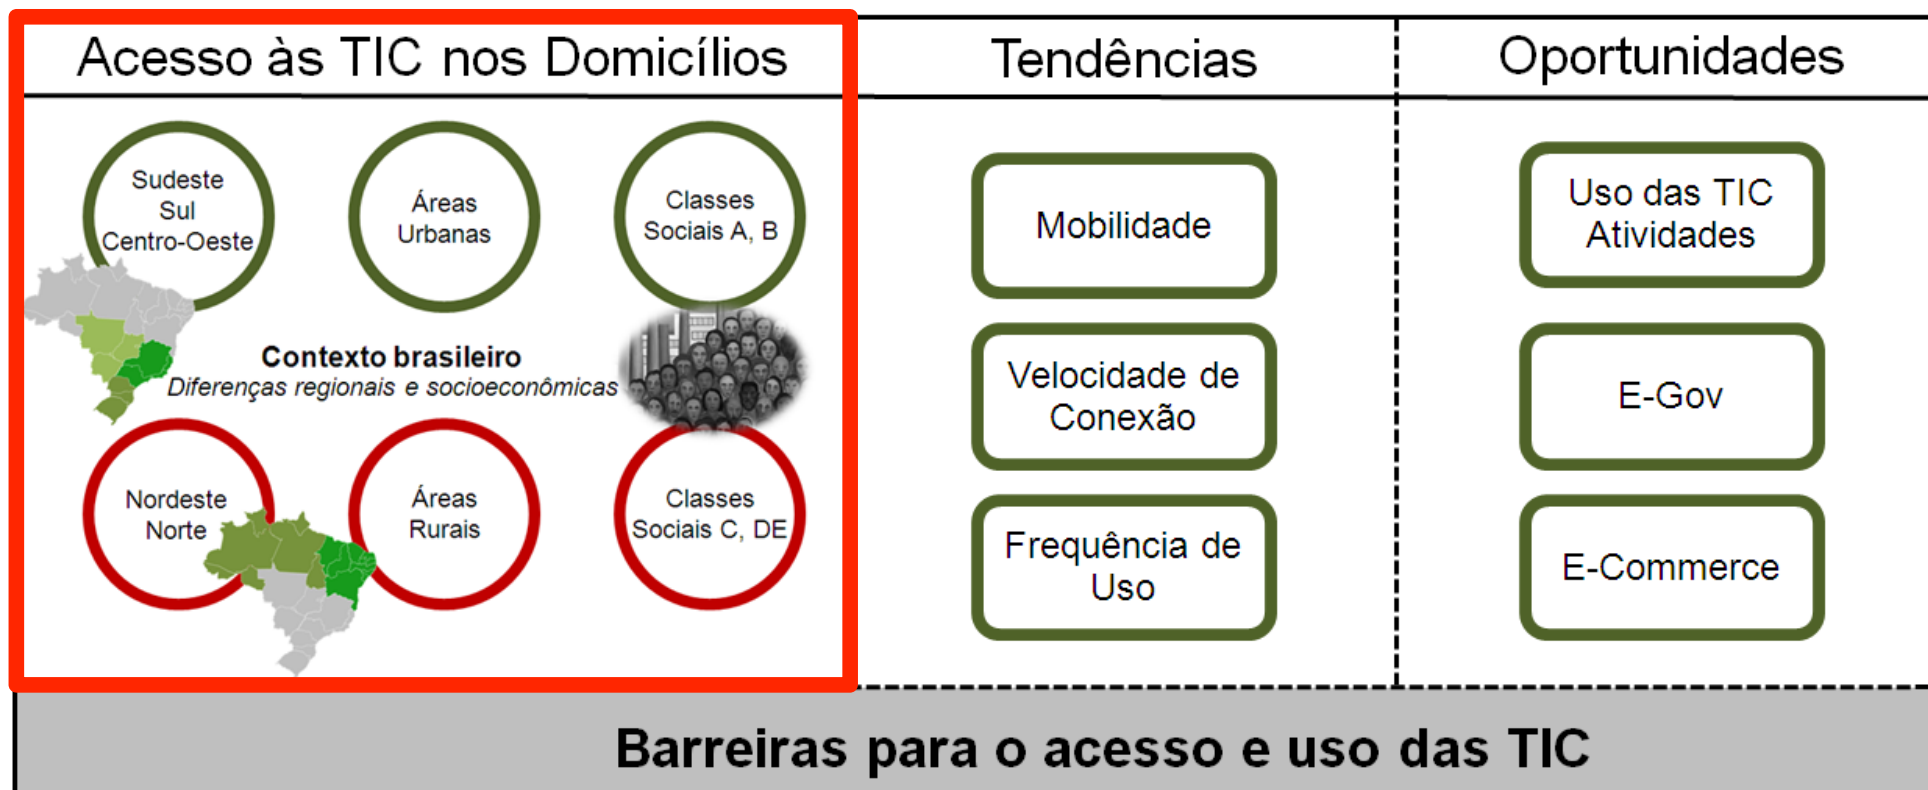 Acesso às TIC nos Domicílios
Sudeste
Sul
Centro-Oeste
Áreas
Urbanas
Classes
Sociais A, B
Contexto brasileiro
Diferenças regionais e socioeconômicas
Nordeste
Norte
Áreas
Rurais
Classes
Sociais C, DE
Tendências
Mobilidade
Velocidade de
Conexão
Frequência de
Uso
Oportunidades
Uso das TIC
Atividades
E-Gov
E-Commerce
Barreiras para o acesso e uso das TIC